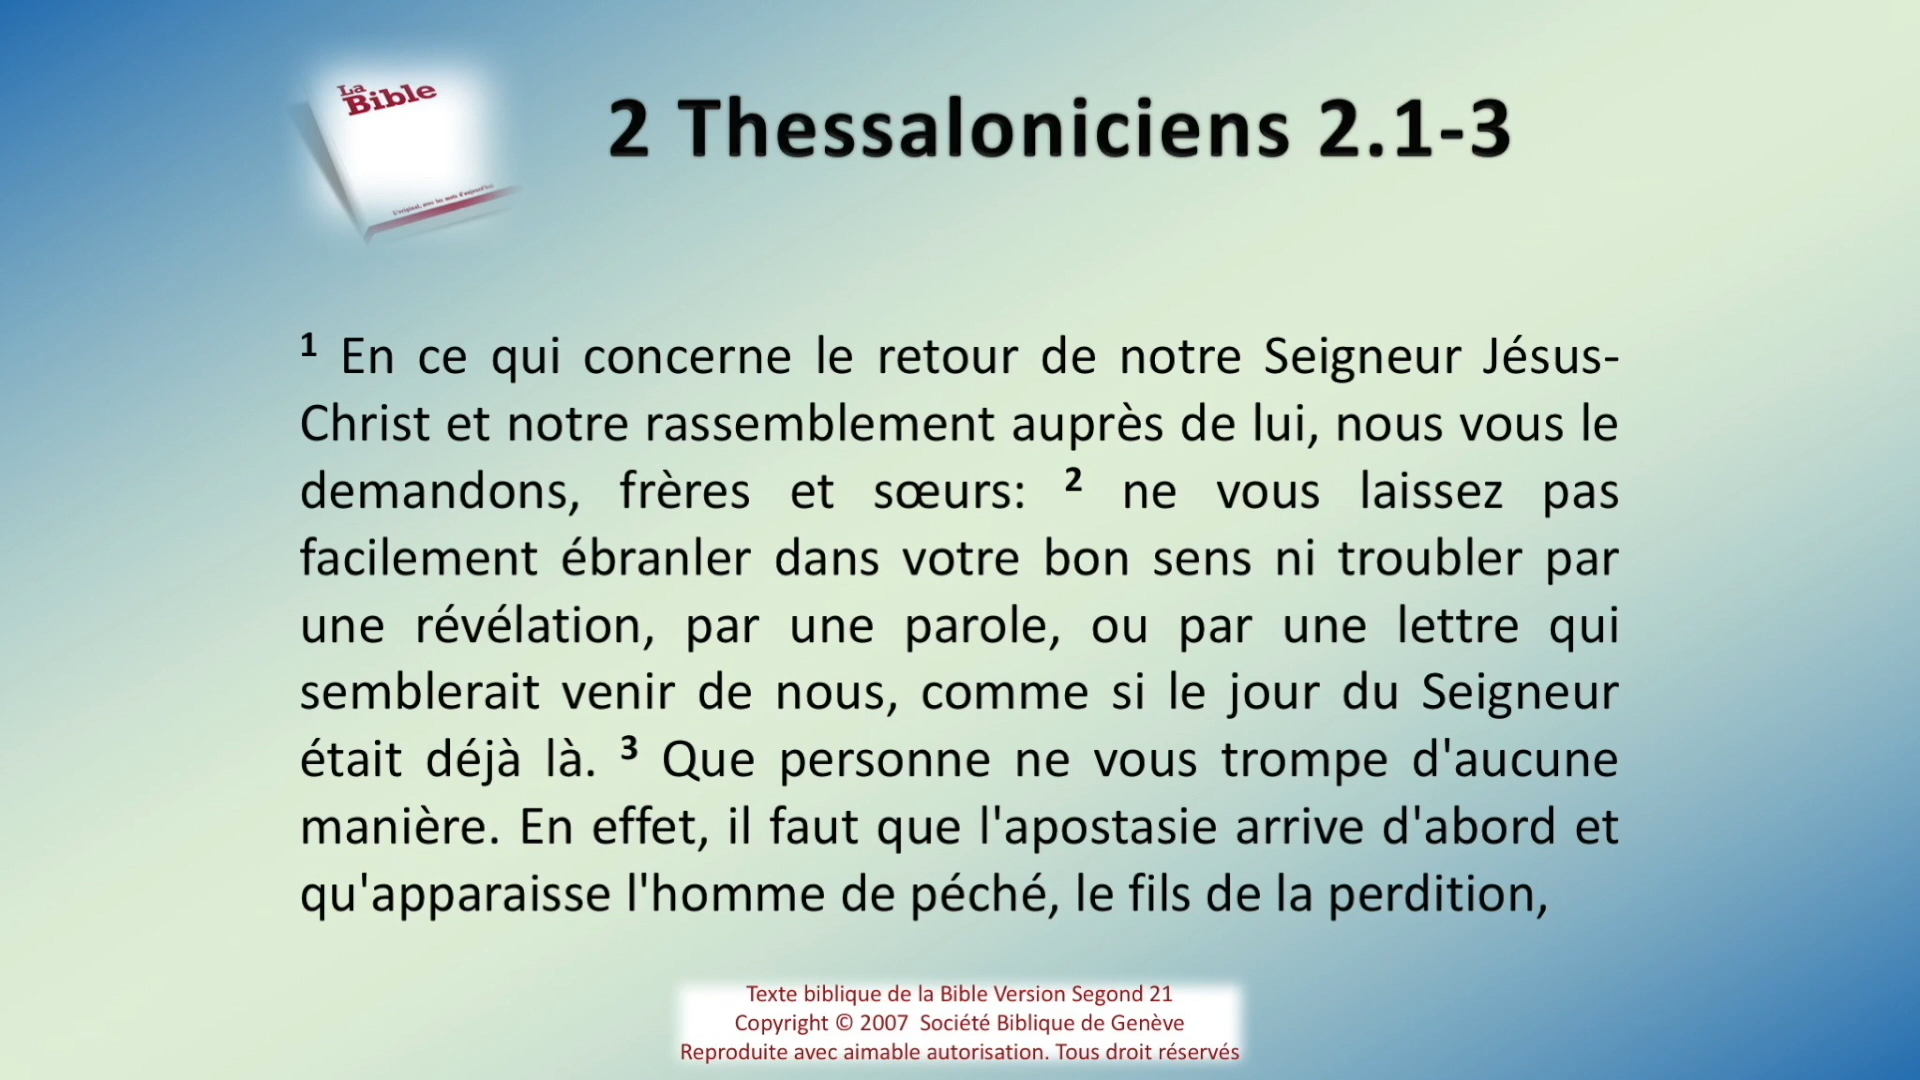 La
Bible
L'original, avec les mots d'aujourd'hui
2 Thessaloniciens 2.1-3
1 En ce qui concerne le retour de notre Seigneur Jésus-
Christ et notre rassemblement auprès de lui, nous vous le
demandons, frères et sœurs: 2 ne vous laissez pas
facilement ébranler dans votre bon sens ni troubler par
une révélation, par une parole, ou par une lettre qui
semblerait venir de nous, comme si le jour du Seigneur
était déjà là. 3 Que personne ne vous trompe d'aucune
manière. En effet, il faut que l'apostasie arrive d'abord et
qu'apparaisse l'homme de péché, le fils de la perdition,
Texte biblique de la Bible Version Segond 21
Copyright © 2007 Société Biblique de Genève
Reproduite avec aimable autorisation. Tous droit réservés